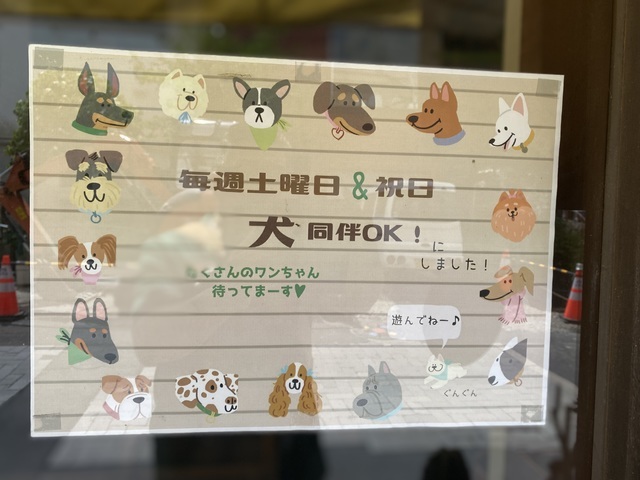 毎週土曜日&祝日
犬同伴OK！
に
しました！
たくさんのワンちゃん
待ってまーす♥
遊んでねー♪
ぐんぐん